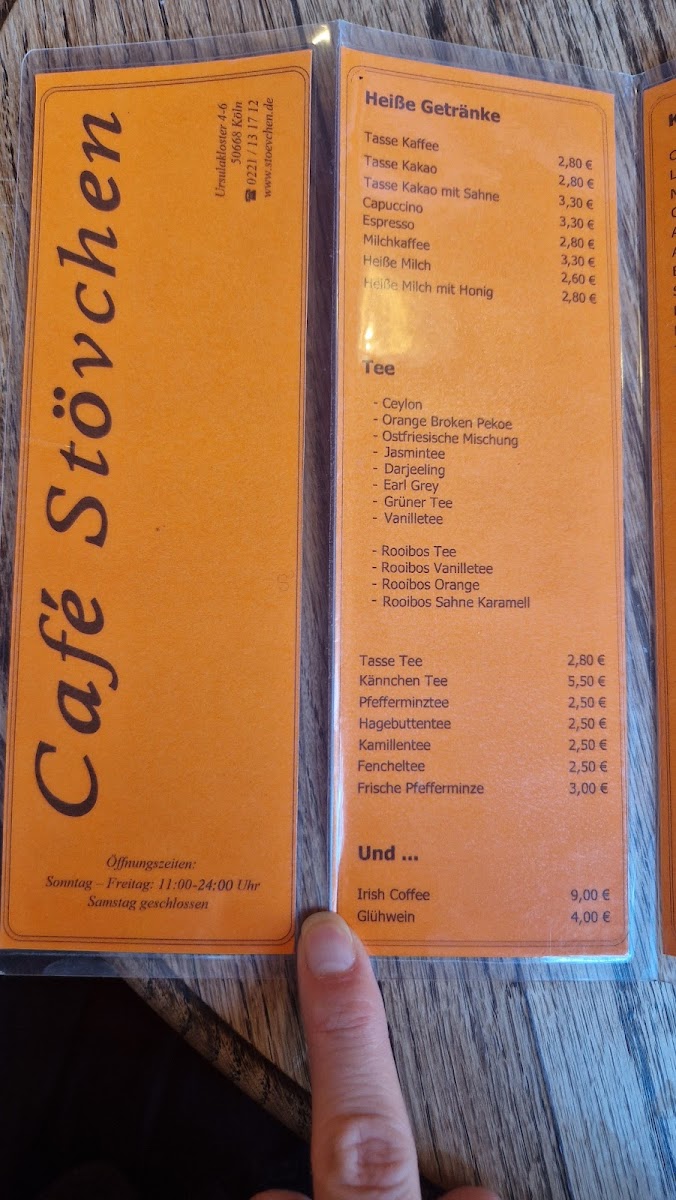 Café Stövchen
Ursulakloster 4-6
50668 Köln
☎ 0221 / 13 17 12
www.stoevchen.de
Öffnungszeiten:
Sonntag – Freitag: 11:00-24:00 Uhr
Samstag geschlossen
Heiße Getränke
Tasse Kaffee 2,80 €
Tasse Kakao 2,80 €
Tasse Kakao mit Sahne 3,30 €
Capuccino 3,30 €
Espresso 2,80 €
Milchkaffee 3,30 €
Heiße Milch 2,60 €
Heiße Milch mit Honig 2,80 €
Tee
- Ceylon
- Orange Broken Pekoe
- Ostfriesische Mischung
- Jasmintee
- Darjeeling
- Earl Grey
- Grüner Tee
- Vanilletee
- Rooibos Tee
- Rooibos Vanilletee
- Rooibos Orange
- Rooibos Sahne Karamell
Tasse Tee 2,80 €
Kännchen Tee 5,50 €
Pfefferminztee 2,50 €
Hagebuttentee 2,50 €
Kamillentee 2,50 €
Fencheltee 2,50 €
Frische Pfefferminze 3,00 €
Und ...
Irish Coffee 9,00 €
Glühwein 4,00 €